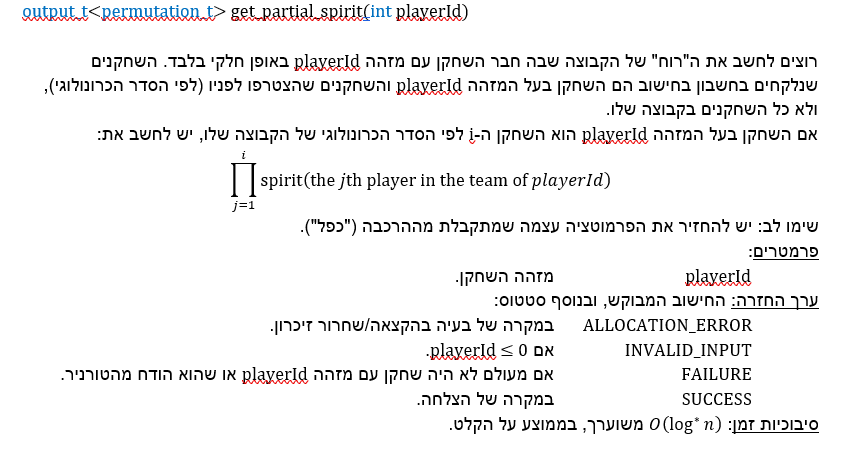 output_t<permutation_t> get_partial_spirit(int playerId)
רוצים לחשב את ה"רוח" של הקבוצה שבה חבר השחקן עם מזהה playerId באופן חלקי בלבד. השחקנים
שנלקחים בחשבון בחישוב הם השחקן בעל המזהה playerId והשחקנים שהצטרפו לפניו (לפי הסדר הכרונולוגי),
ולא כל השחקנים בקבוצה שלו.
אם השחקן בעל המזהה playerId הוא השחקן ה-i לפי הסדר הכרונולוגי של הקבוצה שלו, יש לחשב את:
i
∏ spirit(the jth player in the team of playerId)
j=1
שימו לב: יש להחזיר את הפרמוטציה עצמה שמתקבלת מההרכבה ("כפל").
פרמטרים:
playerId מזהה השחקן.
ערך החזרה: החישוב המבוקש, ובנוסף סטטוס:
ALLOCATION_ERROR במקרה של בעיה בהקצאה/שחרור זיכרון.
INVALID_INPUT אם playerId ≤ 0.
FAILURE אם מעולם לא היה שחקן עם מזהה playerId או שהוא הודח מהטורניר.
SUCCESS במקרה של הצלחה.
סיבוכיות זמן: O(log* n) משוערך, בממוצע על הקלט.